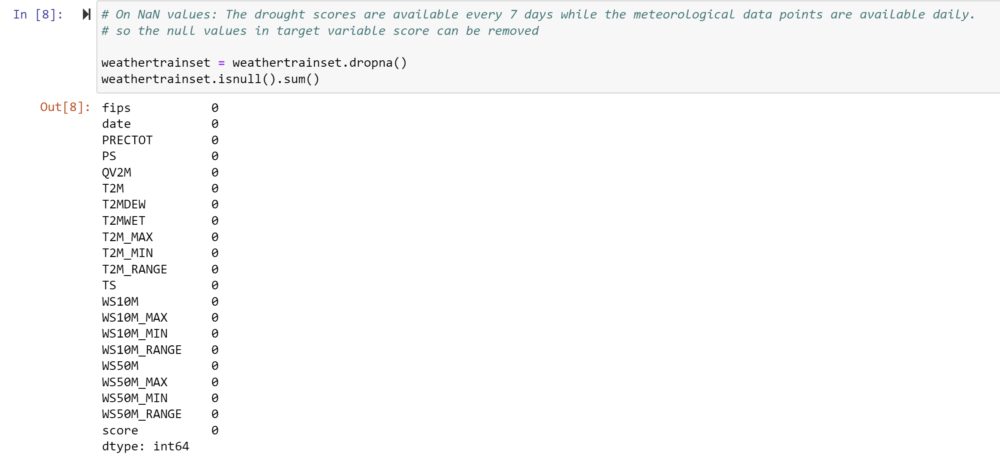 In [8]:
# On NaN values: The drought scores are available every 7 days while the meteorological data points are available daily.
# so the null values in target variable score can be removed
weathertrainset = weathertrainset.dropna()
weathertrainset.isnull().sum()
Out[8]:
fips 0
date 0
PRECTOT 0
PS 0
QV2M 0
T2M 0
T2MDEW 0
T2MWET 0
T2M_MAX 0
T2M_MIN 0
T2M_RANGE 0
TS 0
WS10M 0
WS10M_MAX 0
WS10M_MIN 0
WS10M_RANGE 0
WS50M 0
WS50M_MAX 0
WS50M_MIN 0
WS50M_RANGE 0
score 0
dtype: int64